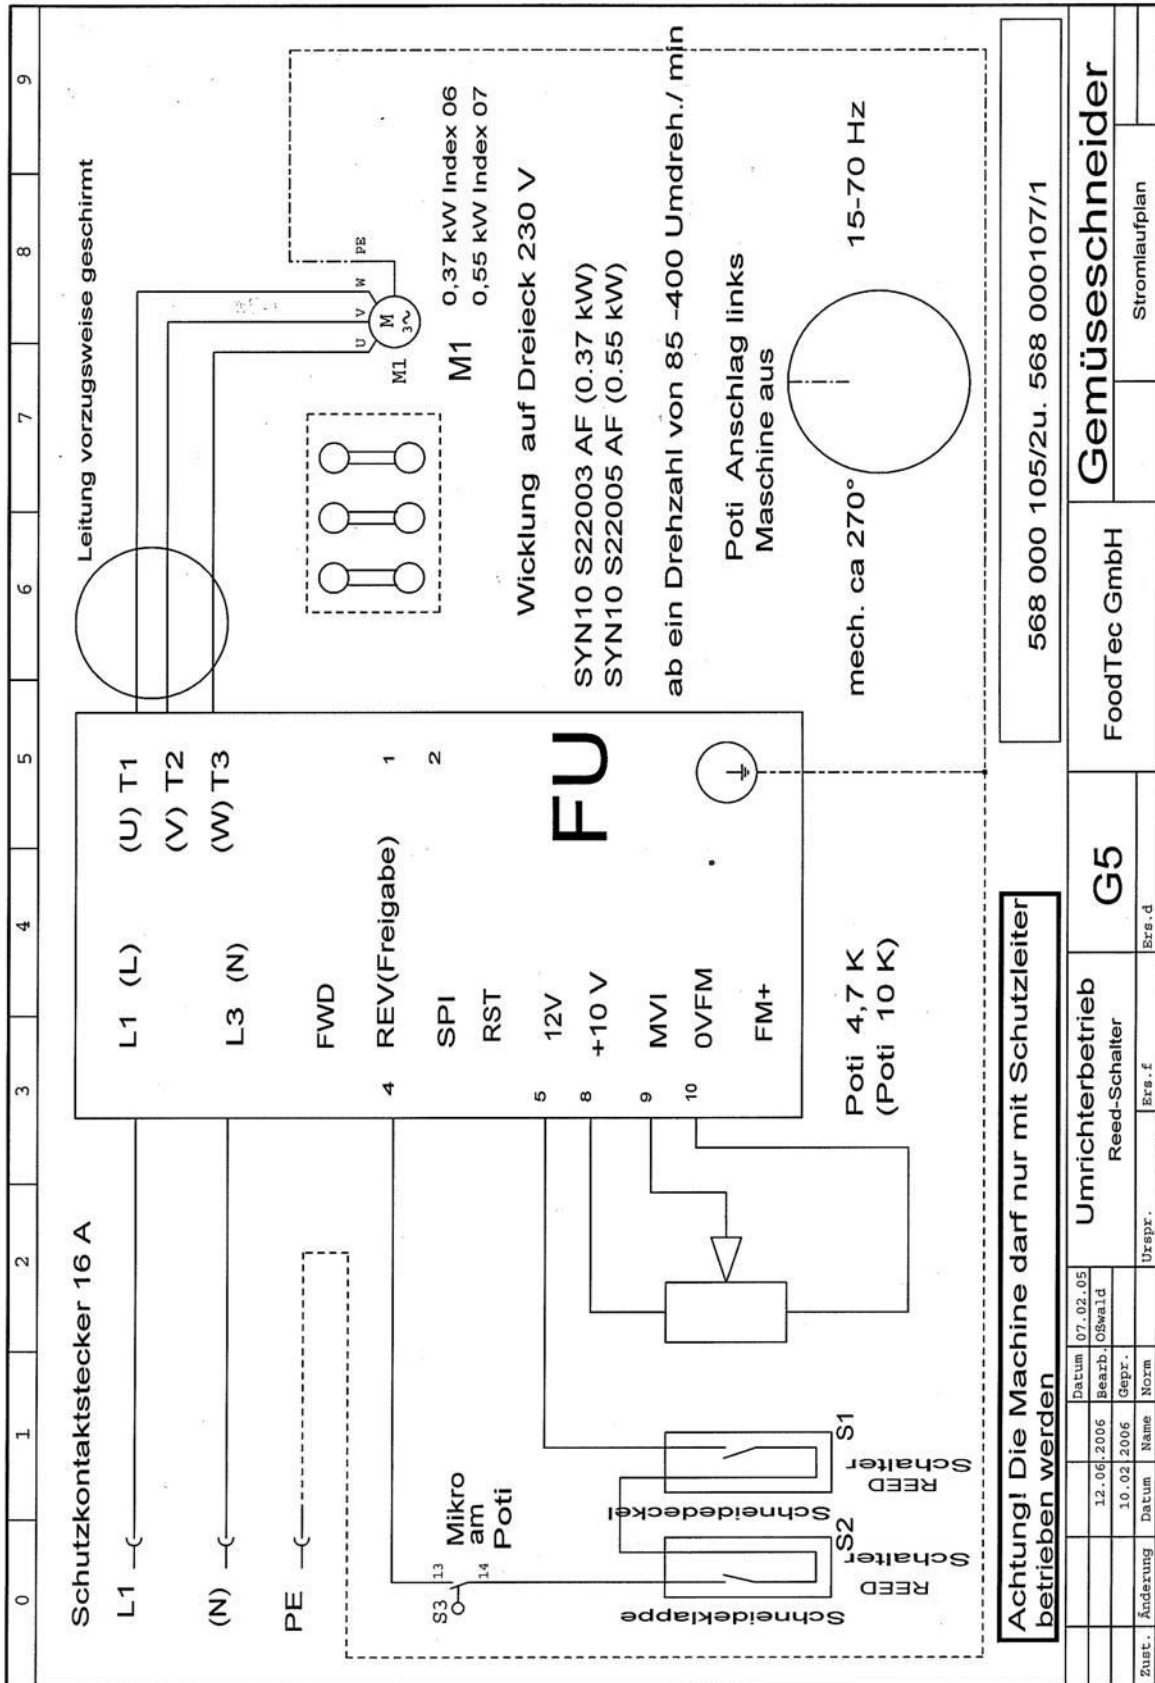 0 1 2 3 4 5 6 7 8 9
Schutzkontaktstecker 16 A
L1
(N)
PE
L1 (L)
(U) T1
(V) T2
L3 (N)
(W) T3
FWD
4
REV(Freigabe)
1
SPI
2
RST
5
12V
8
+10 V
9
MVI
10
0VFM
FM+
FU
S3
13
14
Mikro
am
Poti
Schneideklappe
REED
Schalter
S2
Schneidedeckel
REED
Schalter
S1
Poti 4,7 K
(Poti 10 K)
Leitung vorzugsweise geschirmt
U
V
W
PE
M
3~
M1
M1
0,37 kW Index 06
0,55 kW Index 07
Wicklung auf Dreieck 230 V
SYN10 S22003 AF (0.37 kW)
SYN10 S22005 AF (0.55 kW)
ab ein Drehzahl von 85 -400 Umdreh./ min
Poti Anschlag links
Maschine aus
mech. ca 270°
15-70 Hz
Achtung! Die Machine darf nur mit Schutzleiter
betrieben werden
568 000 105/2u. 568 000107/1
Datum 07.02.05
12.06.2006 Bearb. Oßwald
10.02.2006 Gepr.
Zust. Änderung Datum Name Norm
Umrichterbetrieb
Reed-Schalter
Urspr. Ers.f Ers.d
G5
FoodTec GmbH
Gemüseschneider
Stromlaufplan